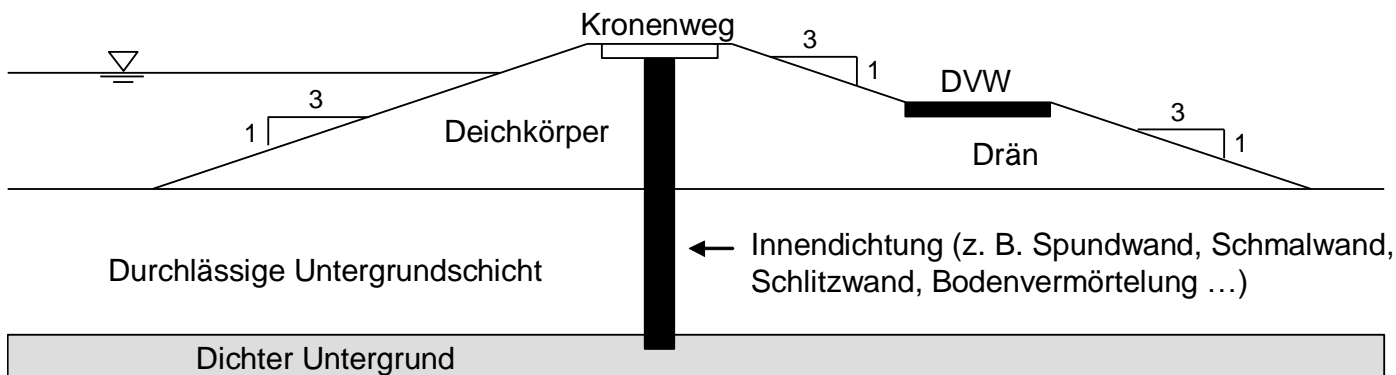 Kronenweg
3
1
DVW
3
1
3
1
Deichkörper
Drän
Innendichtung (z. B. Spundwand, Schmalwand,
Schlitzwand, Bodenvermörtelung …)
Durchlässige Untergrundschicht
Dichter Untergrund